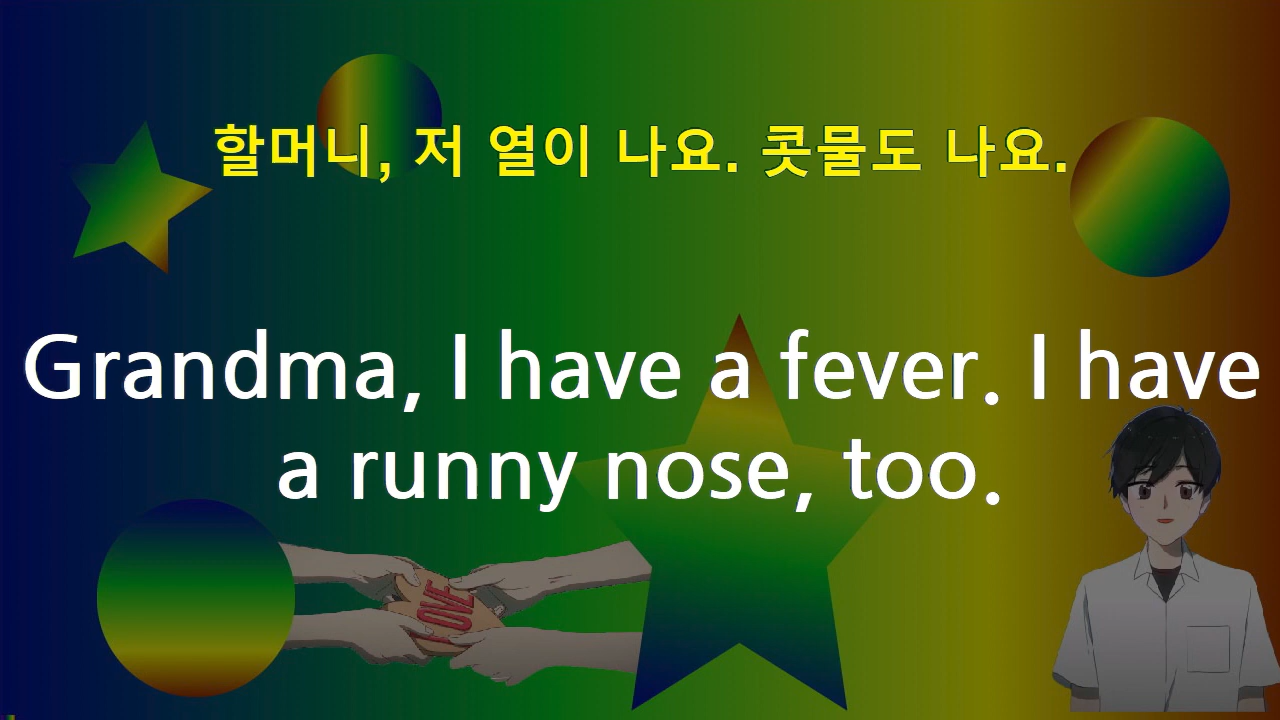 할머니, 저 열이 나요. 콧물도 나요.
Grandma, I have a fever. I have
a runny nose, too.
LOVE